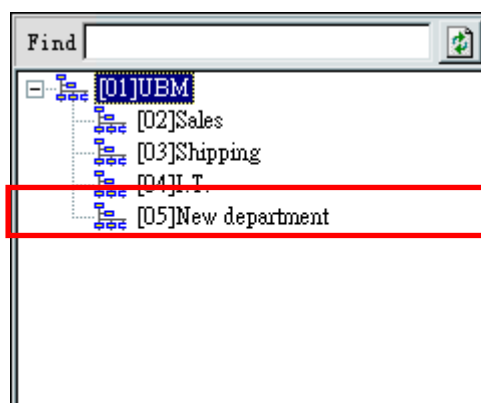 Find
[01]UBM
[02]Sales
[03]Shipping
[04]I.T.
[05]New department